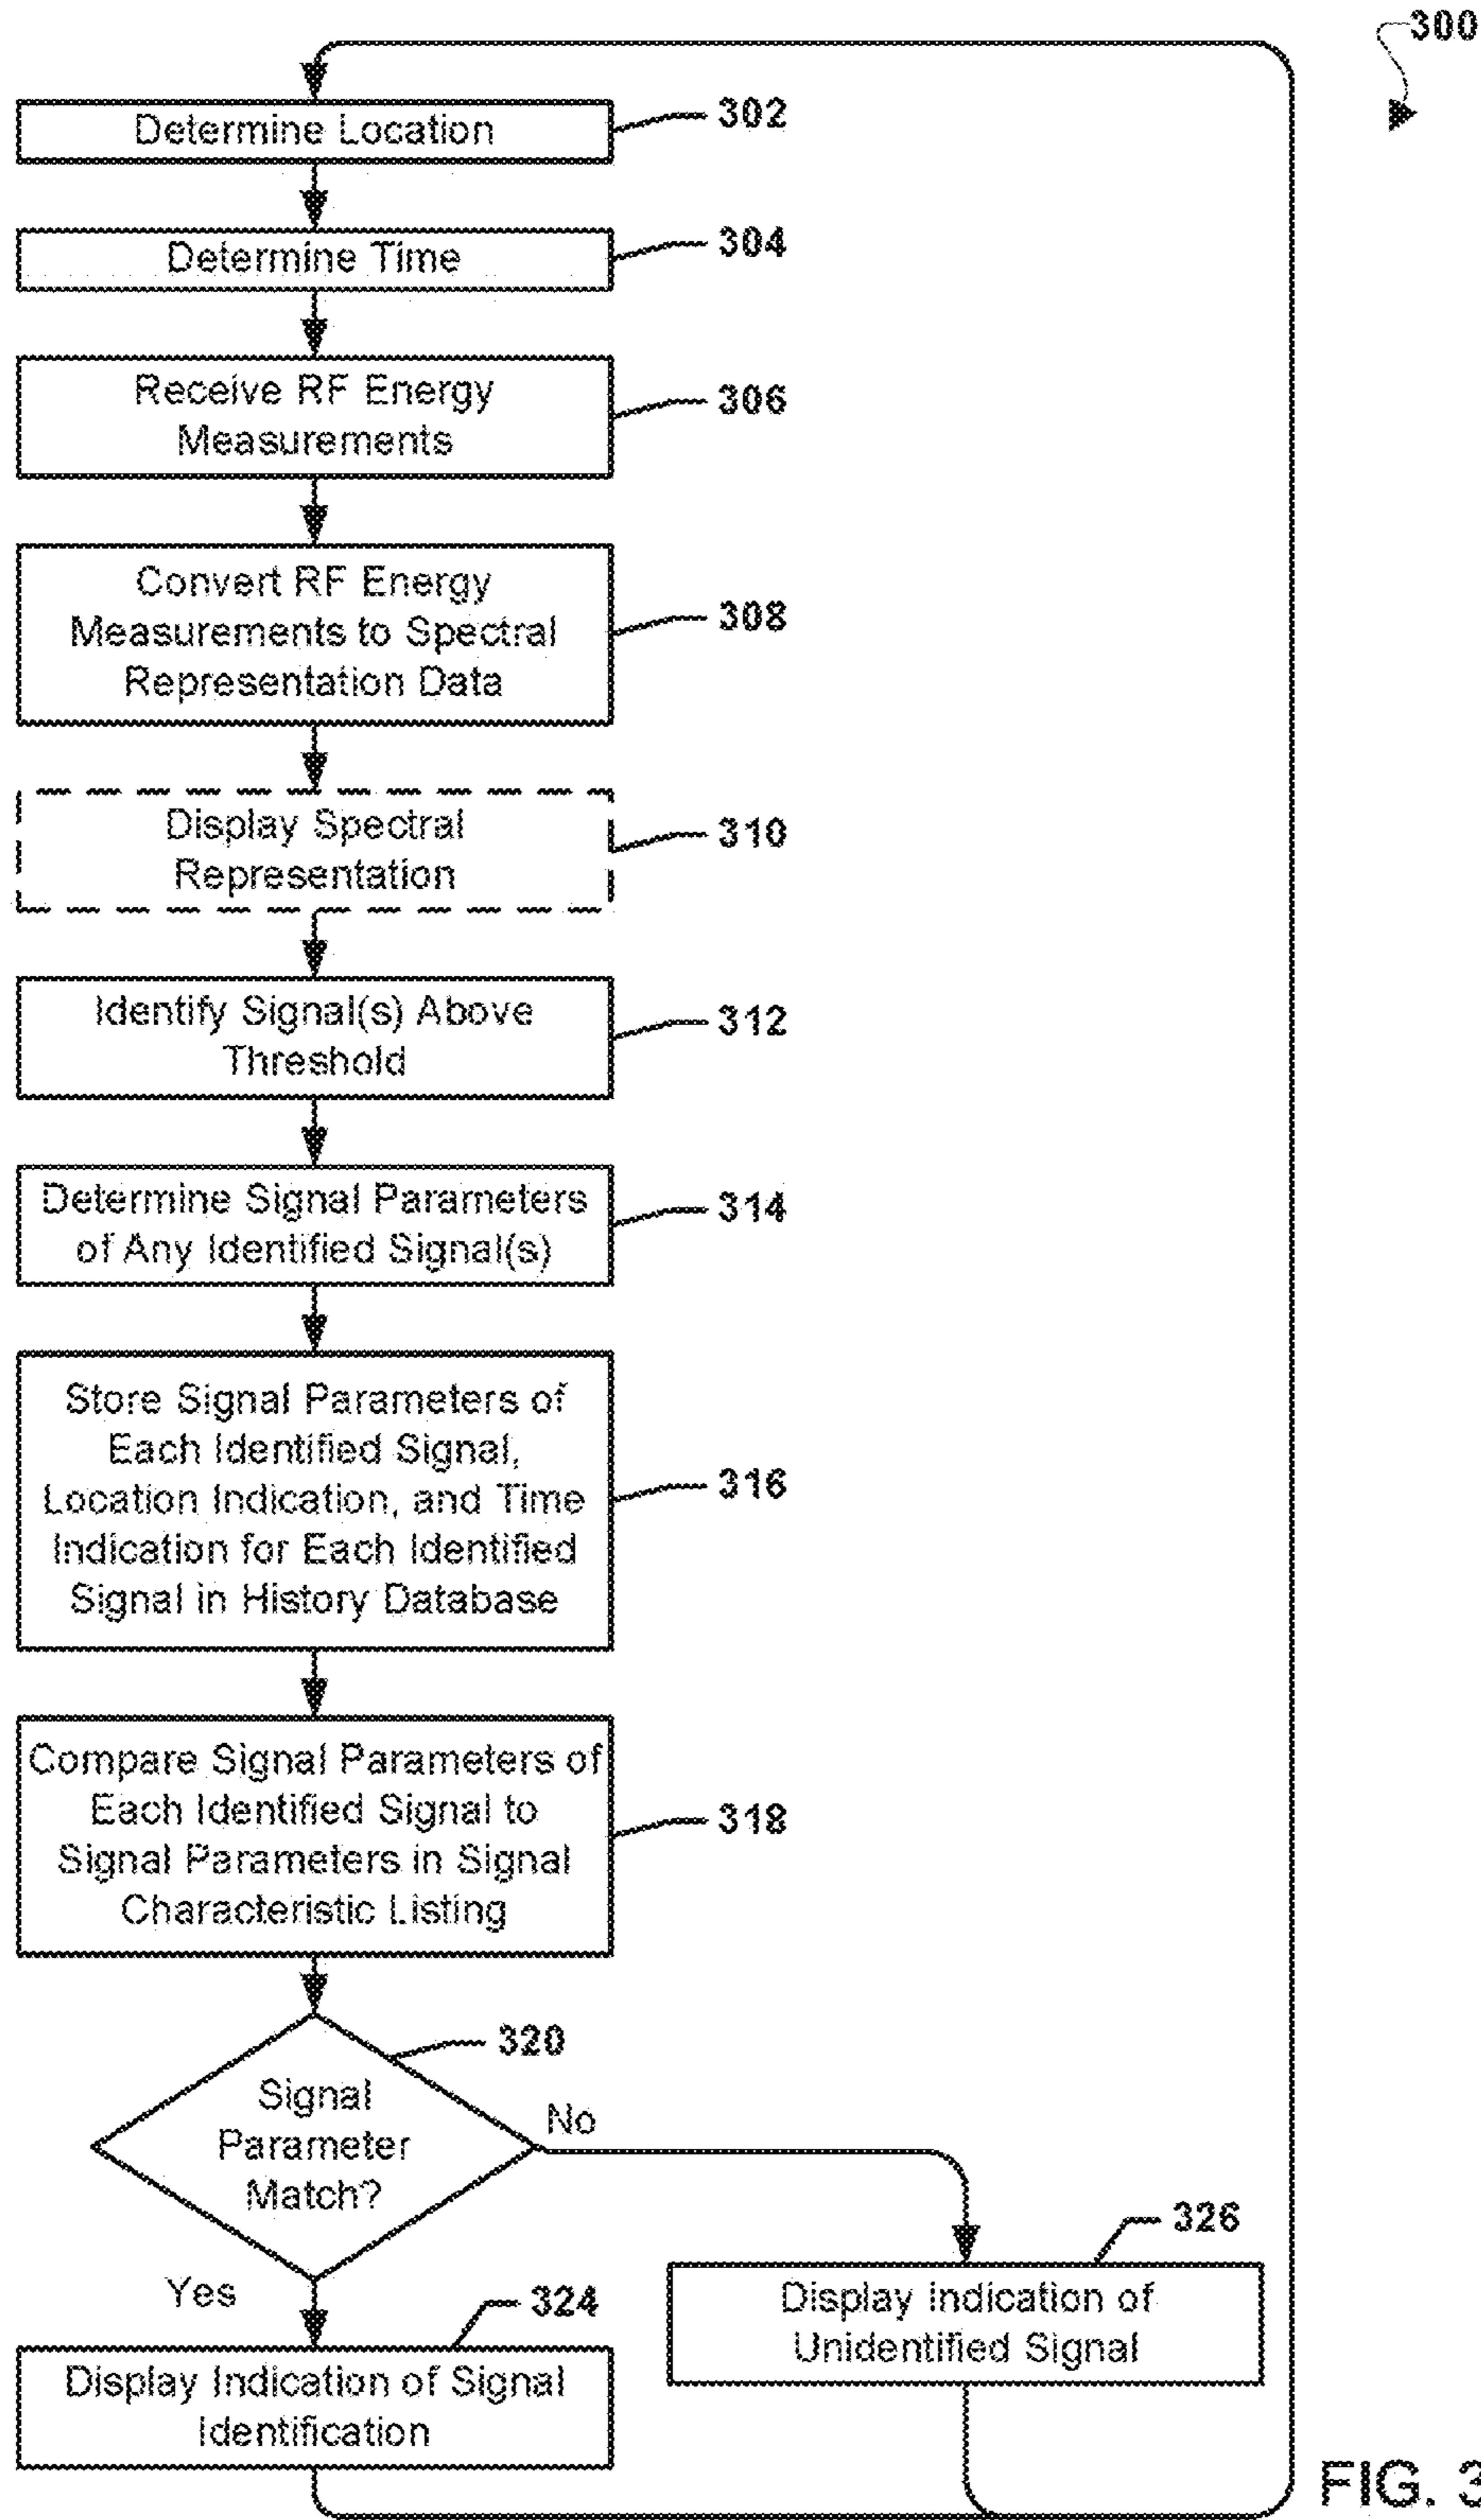 300
Determine Location
302
Determine Time
304
Receive RF Energy
Measurements
306
Convert RF Energy
Measurements to Spectral
Representation Data
308
Display Spectral
Representation
310
Identify Signal(s) Above
Threshold
312
Determine Signal Parameters
of Any Identified Signal(s)
314
Store Signal Parameters of
Each Identified Signal,
Location Indication, and Time
Indication for Each Identified
Signal in History Database
316
Compare Signal Parameters of
Each Identified Signal to
Signal Parameters in Signal
Characteristic Listing
318
320
Signal
Parameter
Match?
No
Yes
326
Display Indication of
Unidentified Signal
324
Display Indication of Signal
Identification
FIG. 3